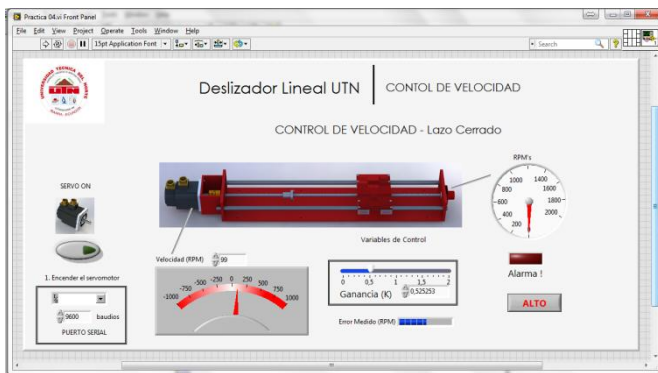 Practica 04.vi Front Panel
File Edit View Project Operate Tools Window Help
15pt Application Font
Search
UTN
Deslizador Lineal UTN
CONTOL DE VELOCIDAD
CONTROL DE VELOCIDAD - Lazo Cerrado
SERVO ON
1. Encender el servomotor
9600 baudios
PUERTO SERIAL
Velocidad (RPM) 99
-1000 -750 -500 -250 0 250 500 750 1000
Variables de Control
0 0,5 1 1,5 2
Ganancia (K) 0,525253
Error Medido (RPM)
RPM's
0 200 400 600 800 1000 1400 1600 1800 2000
Alarma !
ALTO